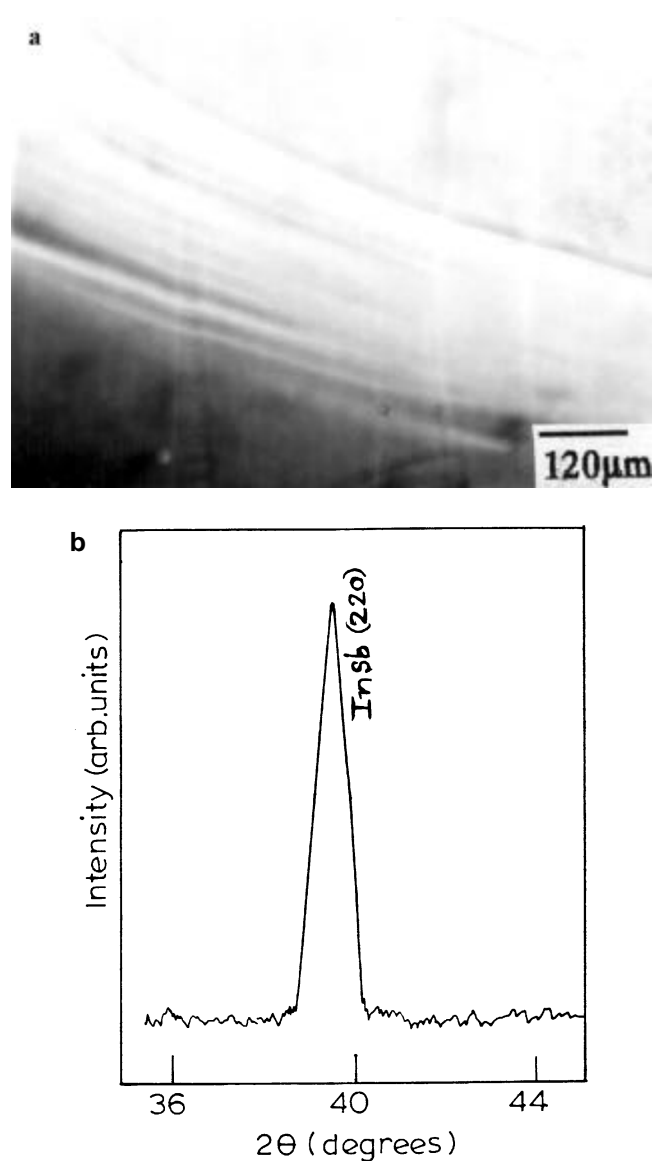 a
120µm
b
InSb (220)
Intensity (arb.units)
36 40 44
2θ (degrees)